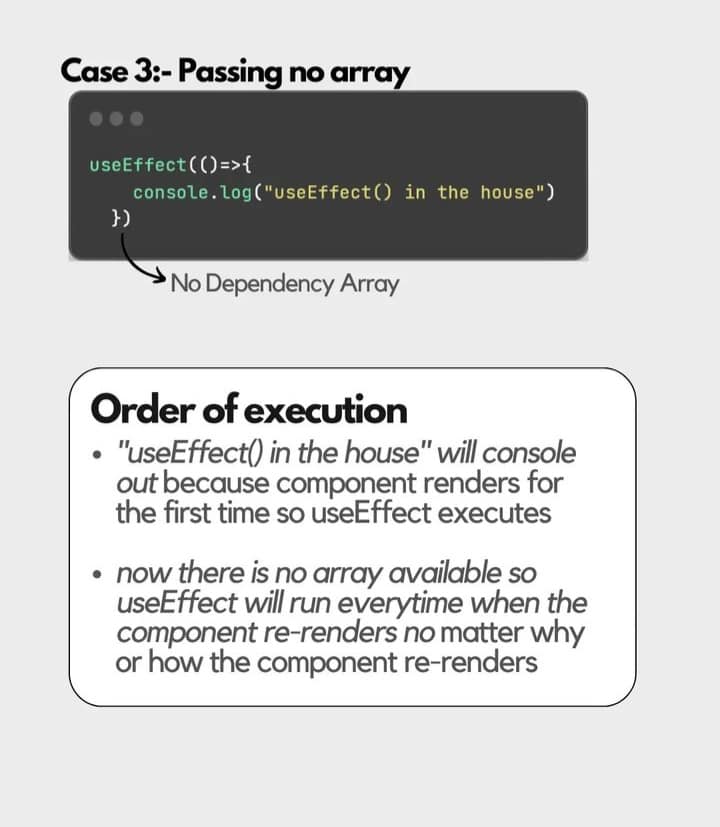 Case 3:- Passing no array
useEffect(()=>{
console.log("useEffect() in the house")
})
No Dependency Array
Order of execution
• "useEffect() in the house" will console
out because component renders for
the first time so useEffect executes
• now there is no array available so
useEffect will run everytime when the
component re-renders no matter why
or how the component re-renders